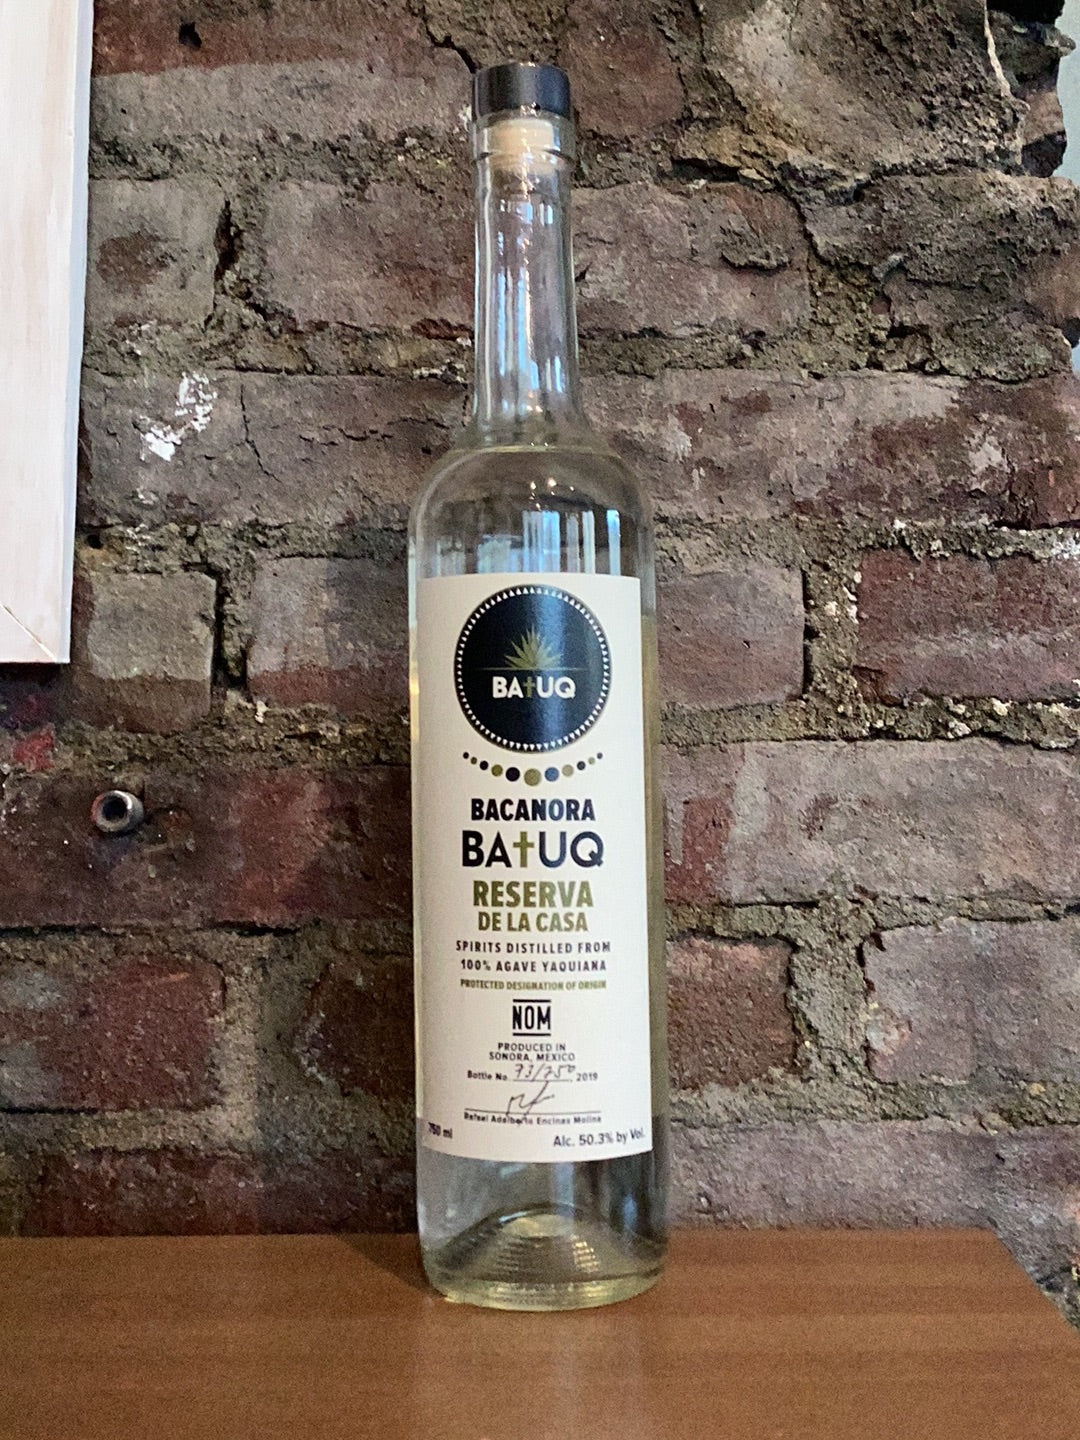 BA†UQ
BACANORA
BA†UQ
RESERVA
DE LA CASA
SPIRITS DISTILLED FROM
100% AGAVE YAQUIANA
PROTECTED DESIGNATION OF ORIGIN
NOM
PRODUCED IN
SONORA, MEXICO
Bottle No. 73/750 2019
Rafael Adalberto Encinas Molina
750 ml
Alc. 50.3% by Vol.